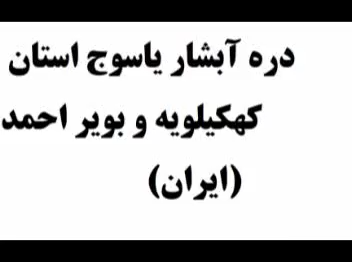 دره آبشار یاسوج استان
کهکیلویه و بویر احمد
(ایران)